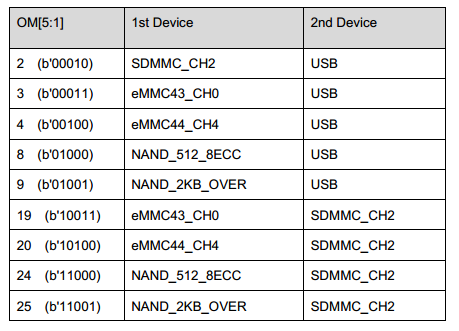 OM[5:1] 1st Device 2nd Device
2 (b'00010) SDMMC_CH2 USB
3 (b'00011) eMMC43_CH0 USB
4 (b'00100) eMMC44_CH4 USB
8 (b'01000) NAND_512_8ECC USB
9 (b'01001) NAND_2KB_OVER USB
19 (b'10011) eMMC43_CH0 SDMMC_CH2
20 (b'10100) eMMC44_CH4 SDMMC_CH2
24 (b'11000) NAND_512_8ECC SDMMC_CH2
25 (b'11001) NAND_2KB_OVER SDMMC_CH2